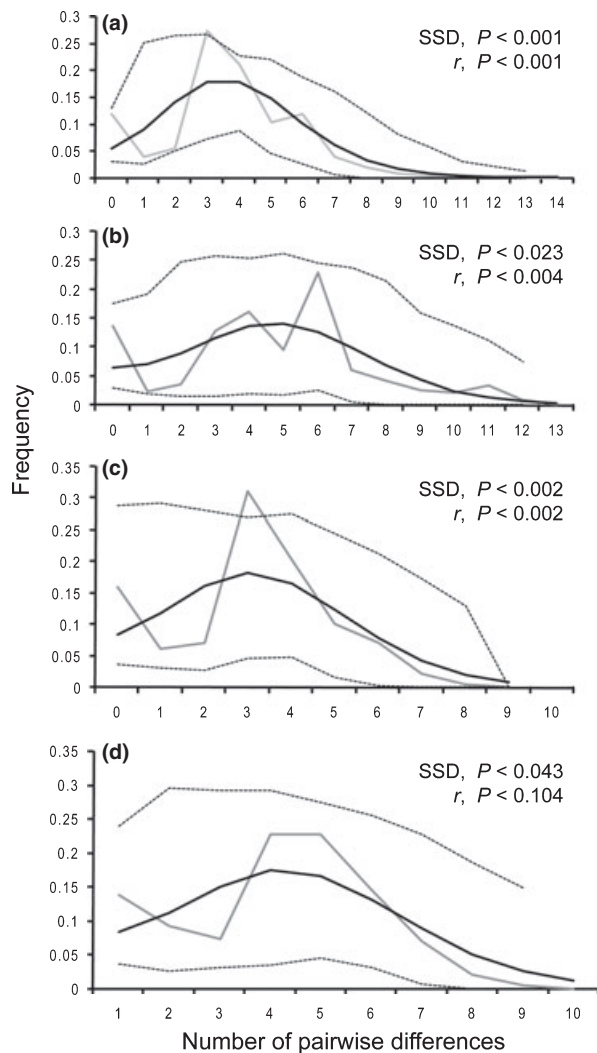 (a)
SSD, P < 0.001
r, P < 0.001
0.3
0.25
0.2
0.15
0.1
0.05
0
0 1 2 3 4 5 6 7 8 9 10 11 12 13 14
(b)
SSD, P < 0.023
r, P < 0.004
0.3
0.25
0.2
0.15
0.1
0.05
0
0 1 2 3 4 5 6 7 8 9 10 11 12 13
Frequency
(c)
SSD, P < 0.002
r, P < 0.002
0.35
0.3
0.25
0.2
0.15
0.1
0.05
0
0 1 2 3 4 5 6 7 8 9 10
(d)
SSD, P < 0.043
r, P < 0.104
0.35
0.3
0.25
0.2
0.15
0.1
0.05
0
1 2 3 4 5 6 7 8 9 10
Number of pairwise differences